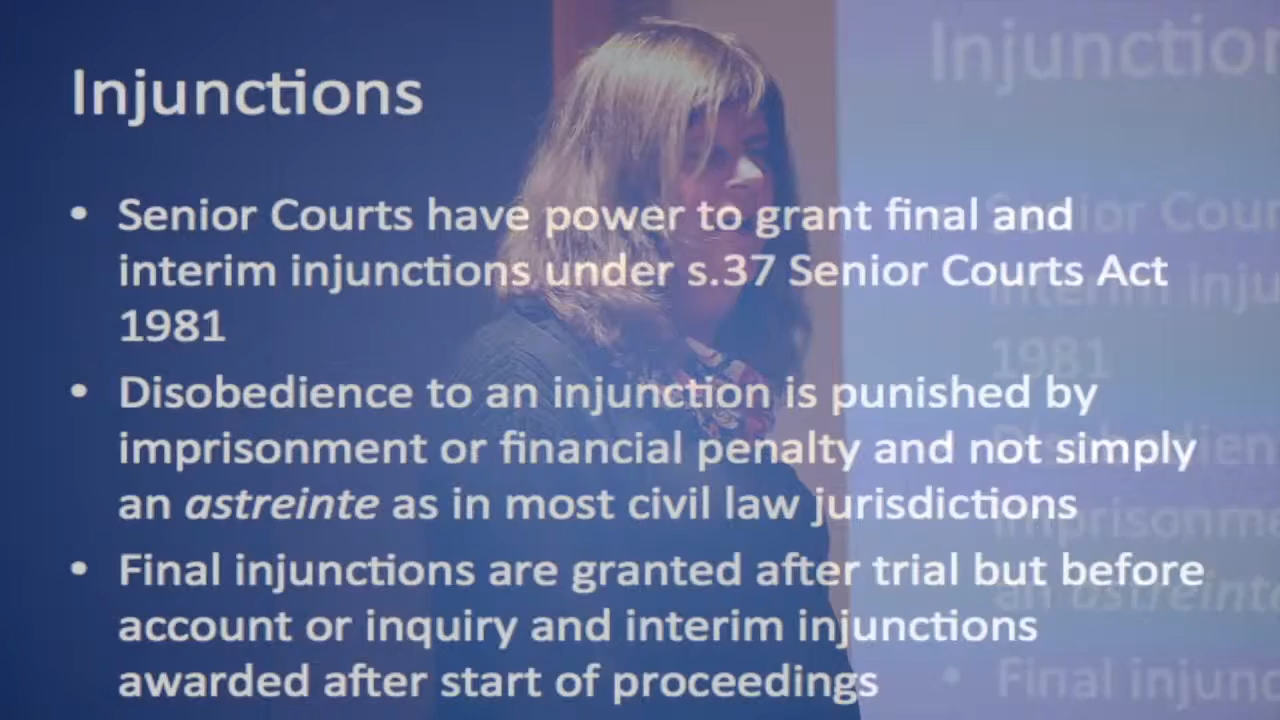 Injunctions
• Senior Courts have power to grant final and
interim injunctions under s.37 Senior Courts Act
1981
• Disobedience to an injunction is punished by
imprisonment or financial penalty and not simply
an astreinte as in most civil law jurisdictions
• Final injunctions are granted after trial but before
account or inquiry and interim injunctions
awarded after start of proceedings